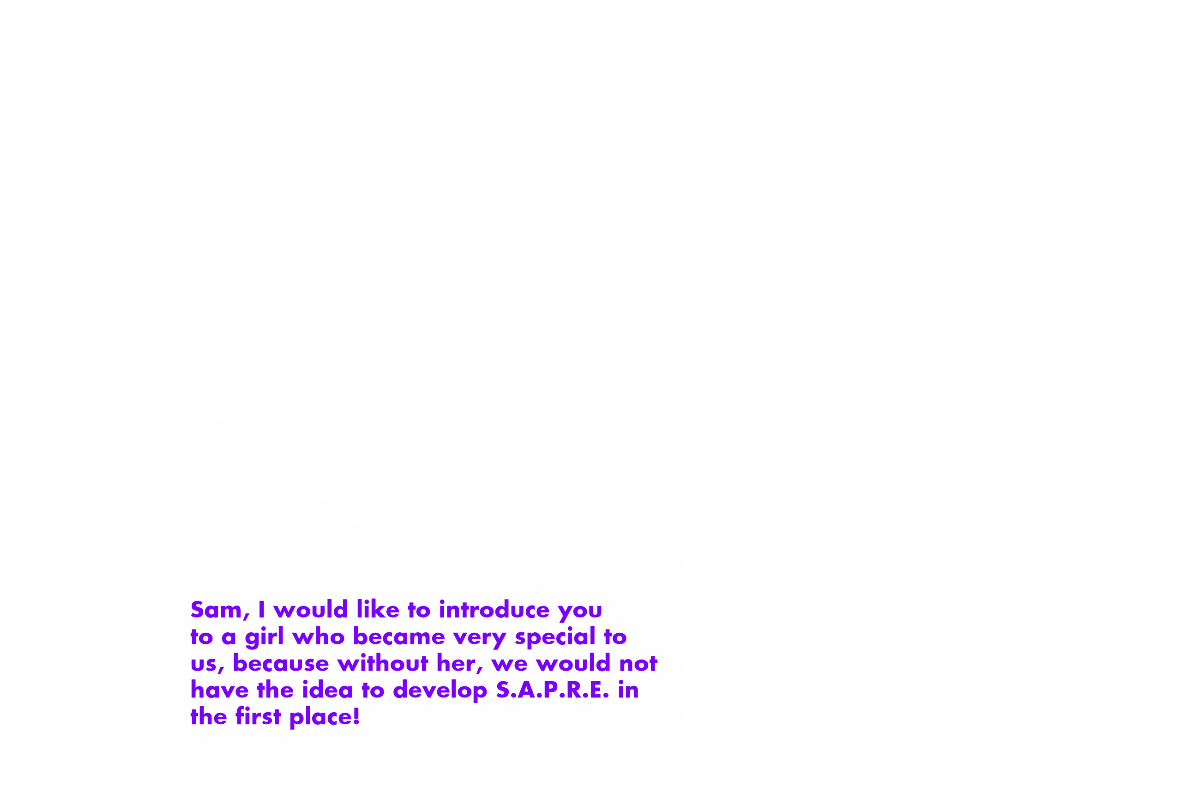 Sam, I would like to introduce you
to a girl who became very special to
us, because without her, we would not
have the idea to develop S.A.P.R.E. in
the first place!